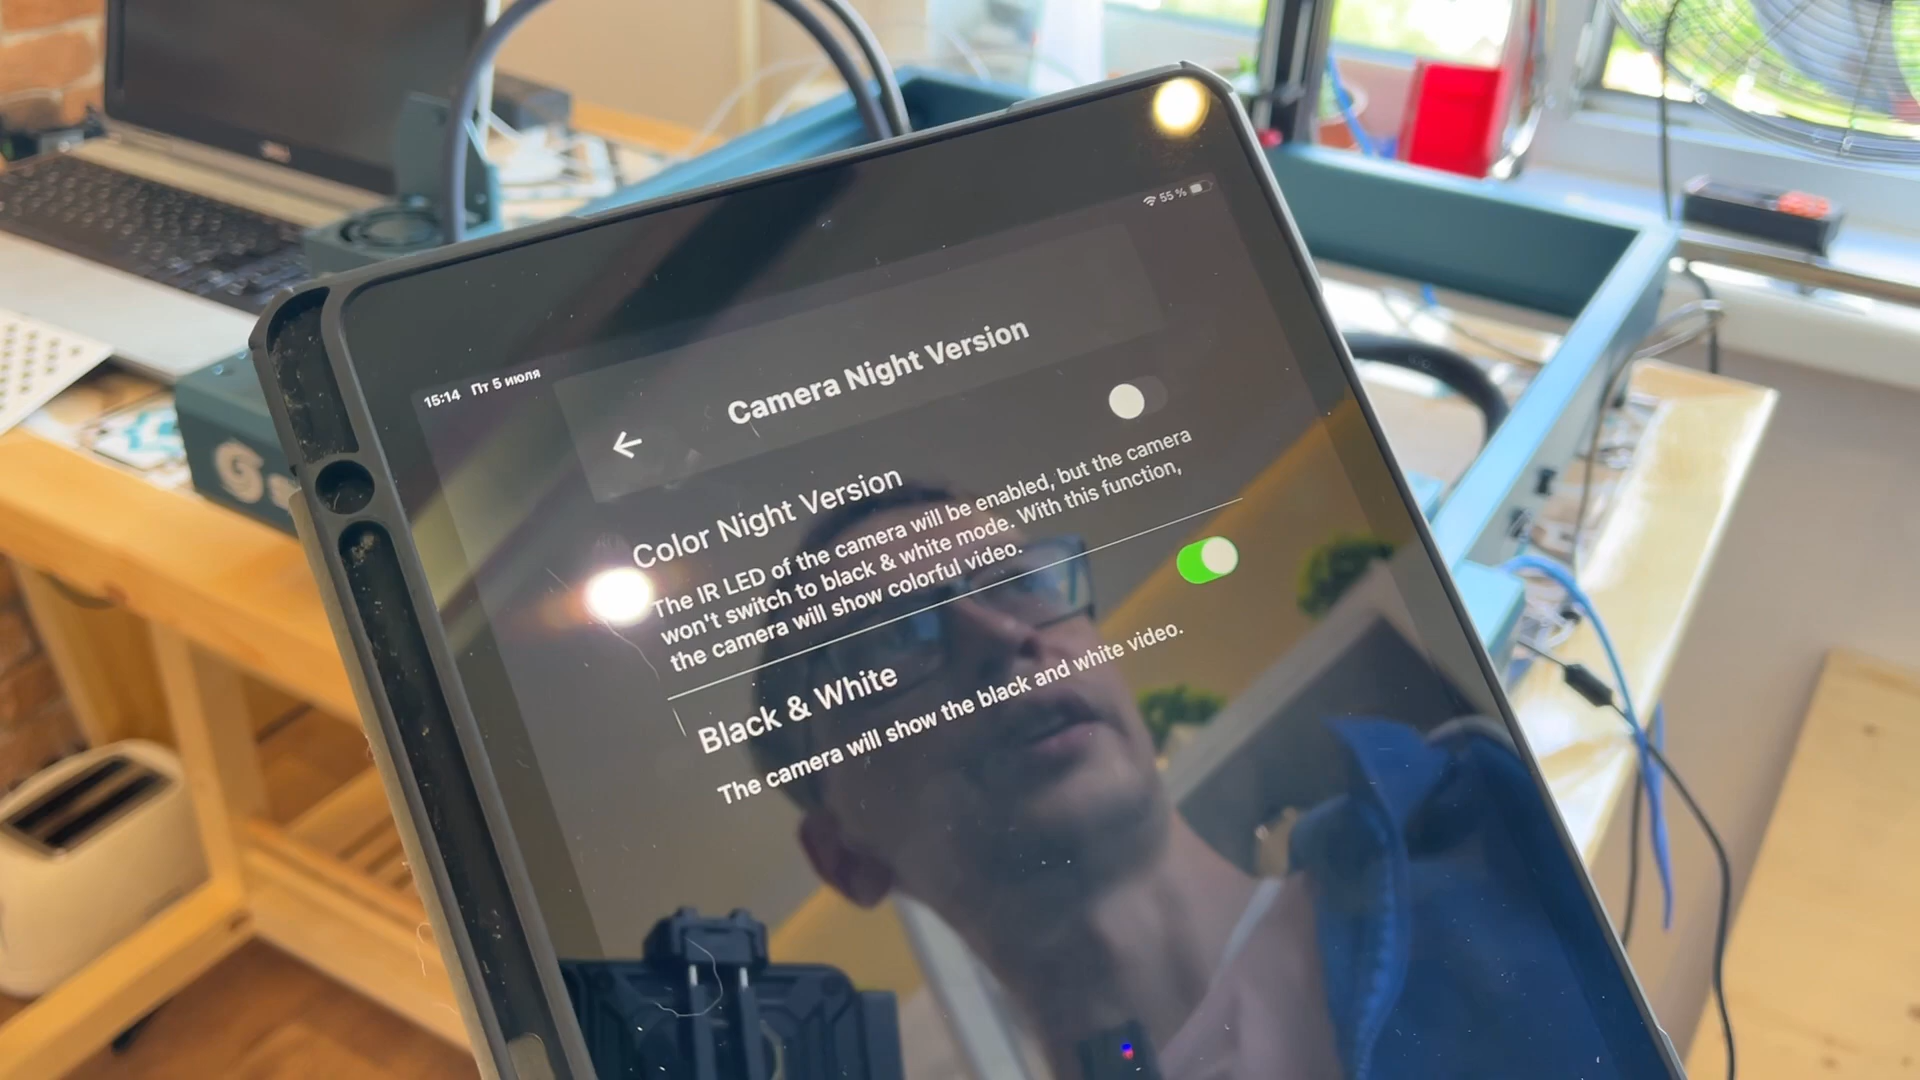 15:14 Пт 5 июля
55 %
Camera Night Version
Color Night Version
The IR LED of the camera will be enabled, but the camera
won't switch to black & white mode. With this function,
the camera will show colorful video.
Black & White
The camera will show the black and white video.